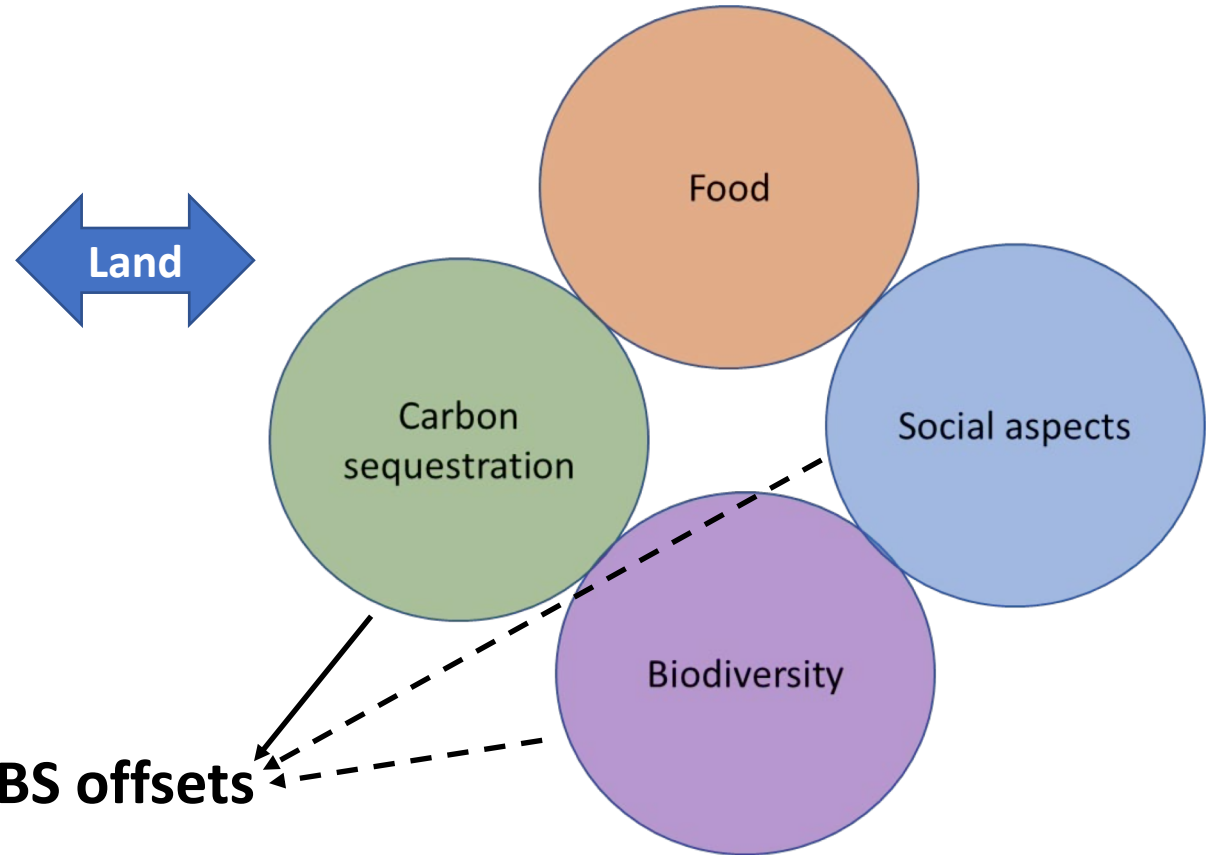 Food
Land
Carbon
sequestration
Social aspects
Biodiversity
BS offsets